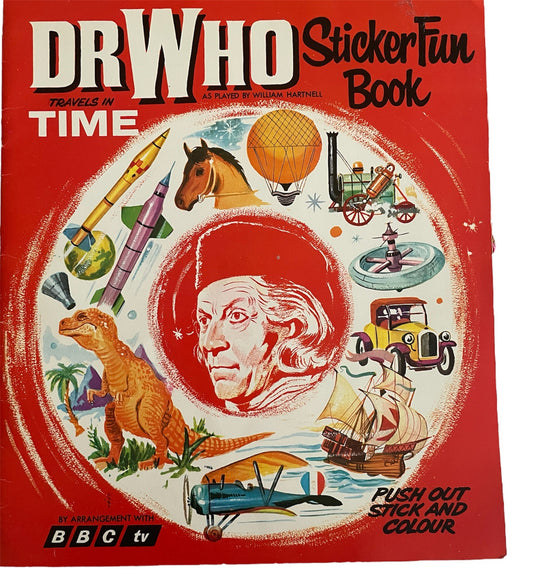 DR WHO Sticker Fun
Book
TRAVELS IN
TIME
AS PLAYED BY WILLIAM HARTNELL
PUSH OUT
STICK AND
COLOUR
BY ARRANGEMENT WITH
BBC tv